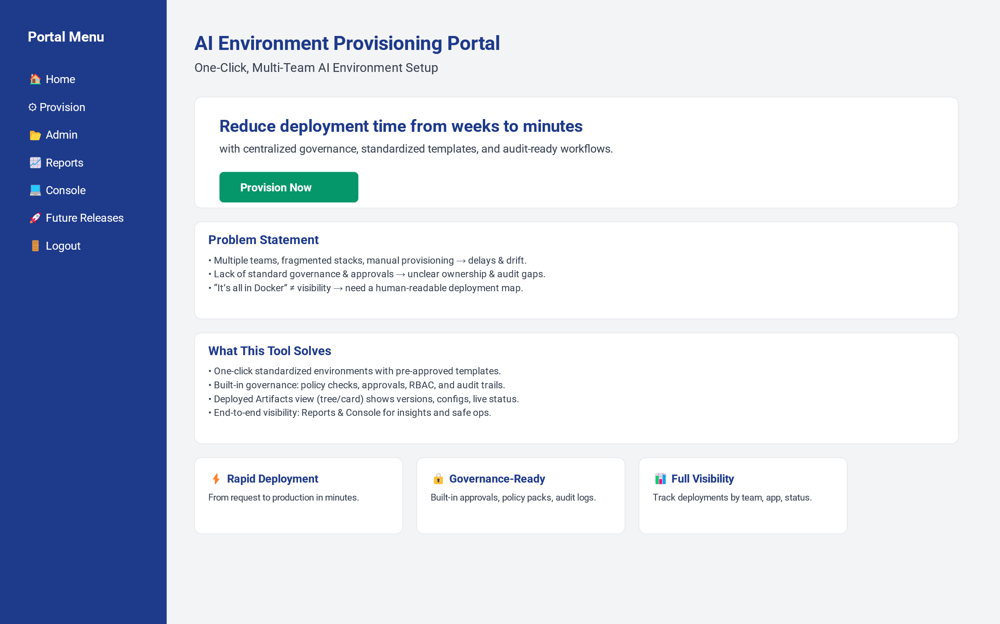 Portal Menu
🏠 Home
⚙ Provision
📂 Admin
📈 Reports
💻 Console
🚀 Future Releases
🚪 Logout
AI Environment Provisioning Portal
One-Click, Multi-Team AI Environment Setup
Reduce deployment time from weeks to minutes
with centralized governance, standardized templates, and audit-ready workflows.
Provision Now
Problem Statement
• Multiple teams, fragmented stacks, manual provisioning → delays & drift.
• Lack of standard governance & approvals → unclear ownership & audit gaps.
• “It’s all in Docker” ≠ visibility → need a human-readable deployment map.
What This Tool Solves
• One-click standardized environments with pre-approved templates.
• Built-in governance: policy checks, approvals, RBAC, and audit trails.
• Deployed Artifacts view (tree/card) shows versions, configs, live status.
• End-to-end visibility: Reports & Console for insights and safe ops.
⚡ Rapid Deployment
From request to production in minutes.
🔒 Governance-Ready
Built-in approvals, policy packs, audit logs.
📊 Full Visibility
Track deployments by team, app, status.